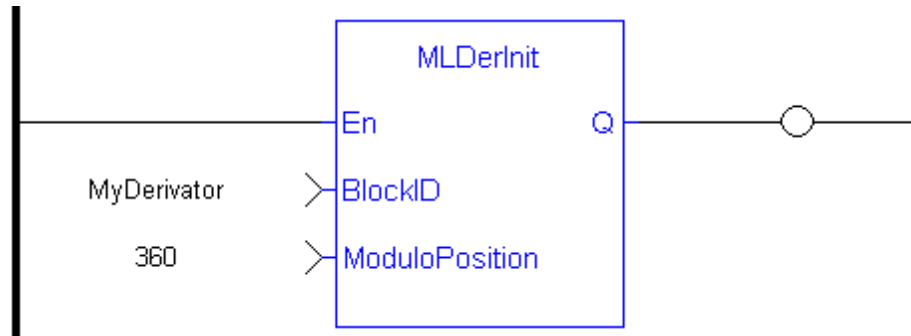 MLDerInit
En Q
MyDerivator BlockID
360 ModuloPosition